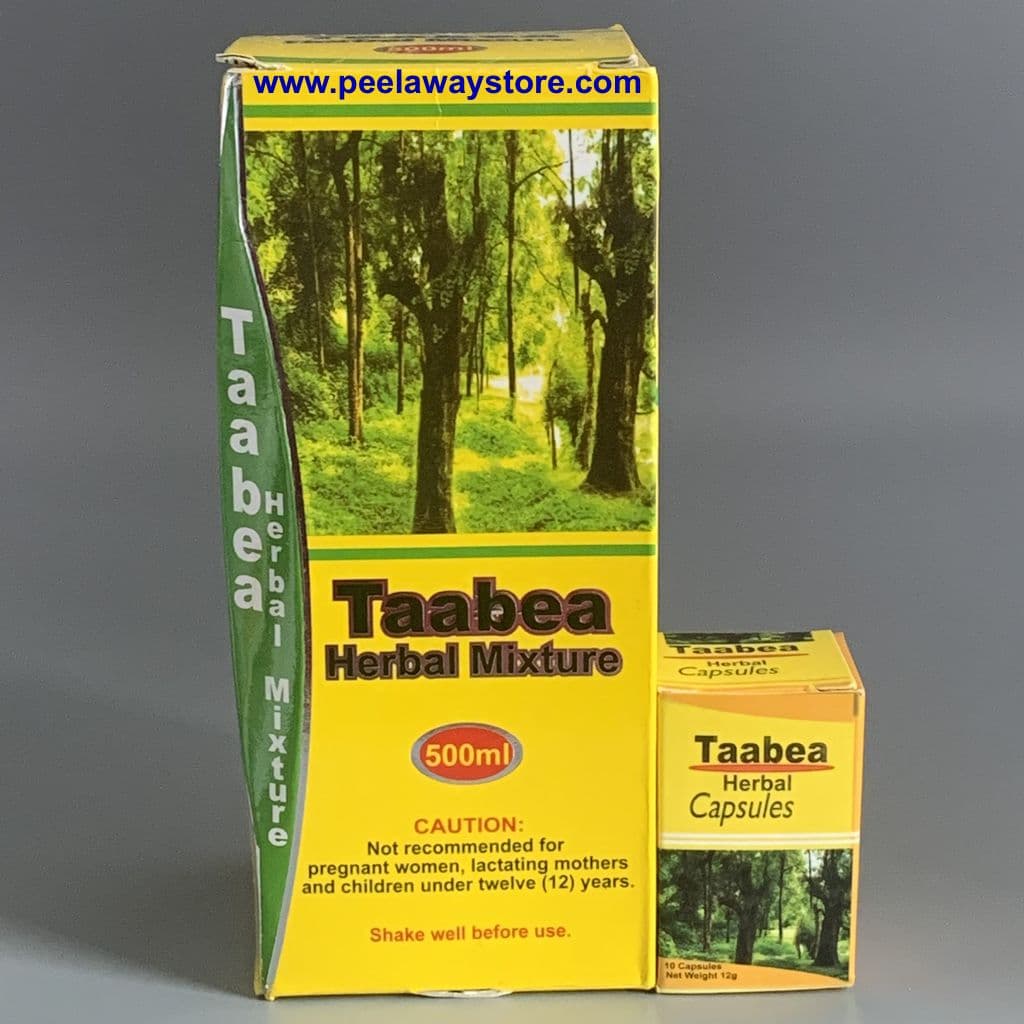 Herbal Mixture
500ml
www.peelawaystore.com
Taabea
Herbal Mixture
Taabea
Herbal Mixture
500ml
CAUTION:
Not recommended for
pregnant women, lactating mothers
and children under twelve (12) years.
Shake well before use.
Taabea
Herbal
Capsules
Taabea
Herbal
Capsules
10 Capsules
Net Weight 12g